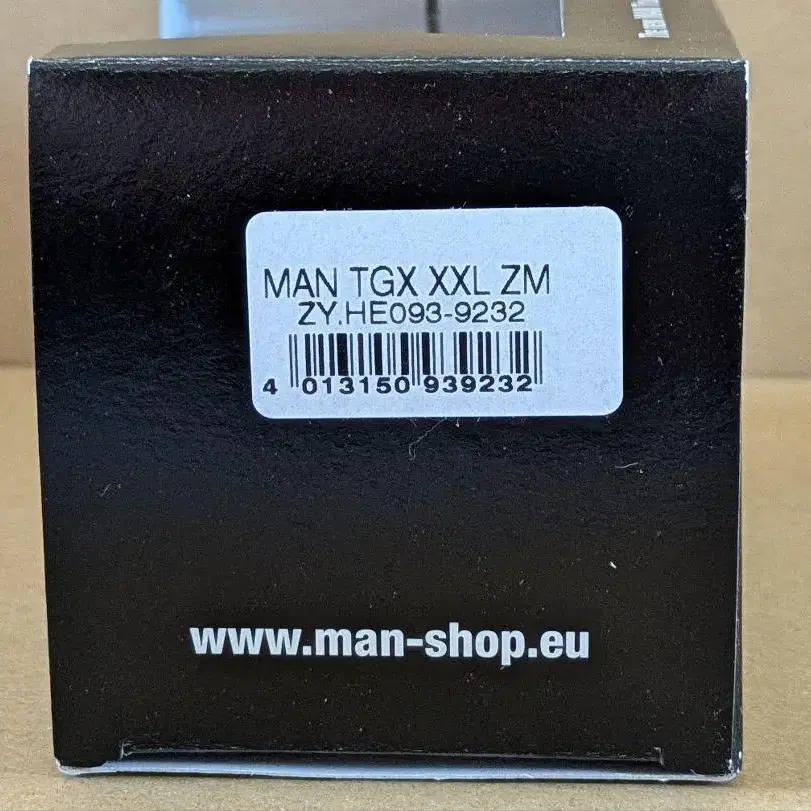 MAN TGX XXL ZM
ZY.HE093-9232
4 013150 939232
www.man-shop.eu